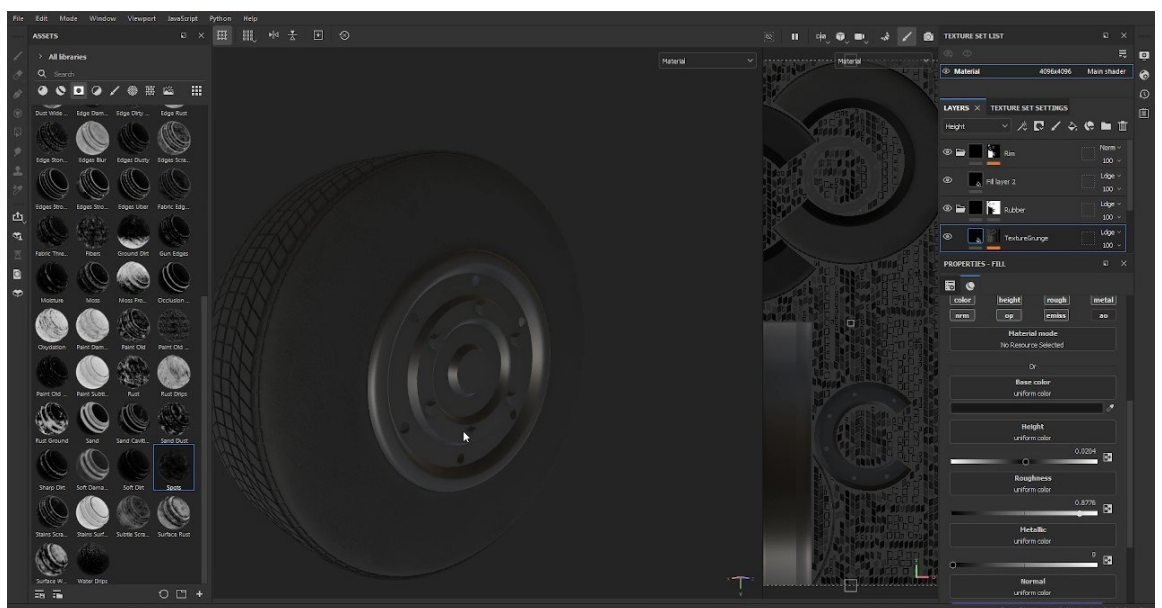 File Edit Mode Window Viewport JavaScript Python Help
ASSETS
All libraries
Search
Dust Wide ... Edge Dam... Edge Dirty ... Edge Rust
Edge Ston... Edges Blur Edges Dusty Edges Scra...
Edges Stro... Edges Stro... Edges Uber Fabric Edg...
Fabric Thre... Fibers Ground Dirt Gun Edges
Moisture Moss Moss Fro... Occlusion ...
Oxydation Paint Dam... Paint Old Paint Old ...
Paint Old ... Paint Subtl... Rust Rust Drips
Rust Ground Sand Sand Caviti... Sand Dust
Sharp Dirt Soft Dama... Soft Dirt Spots
Stains Scra... Stains Surf... Subtle Scra... Surface Rust
Surface W... Water Drips
Material
Material
TEXTURE SET LIST
Material 4096x4096 Main shader
LAYERS TEXTURE SET SETTINGS
Height
Rim Norm
100
Fill layer 2 Ldge
100
Rubber Ldge
100
TextureGrunge Ldge
100
PROPERTIES - FILL
color height rough metal
nrm op emiss ao
Material mode
No Resource Selected
Or
Base color
uniform color
Height
uniform color
0.0204
Roughness
uniform color
0.8776
Metallic
uniform color
0
Normal
uniform color